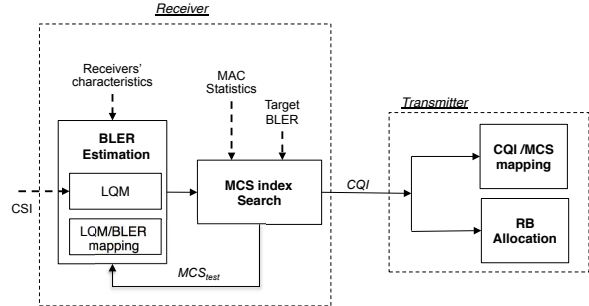 Receiver
Receivers'
characteristics
MAC
Statistics
Target
BLER
Transmitter
BLER
Estimation
LQM
LQM/BLER
mapping
CSI
MCS index
Search
CQI
CQI /MCS
mapping
RB
Allocation
MCStest